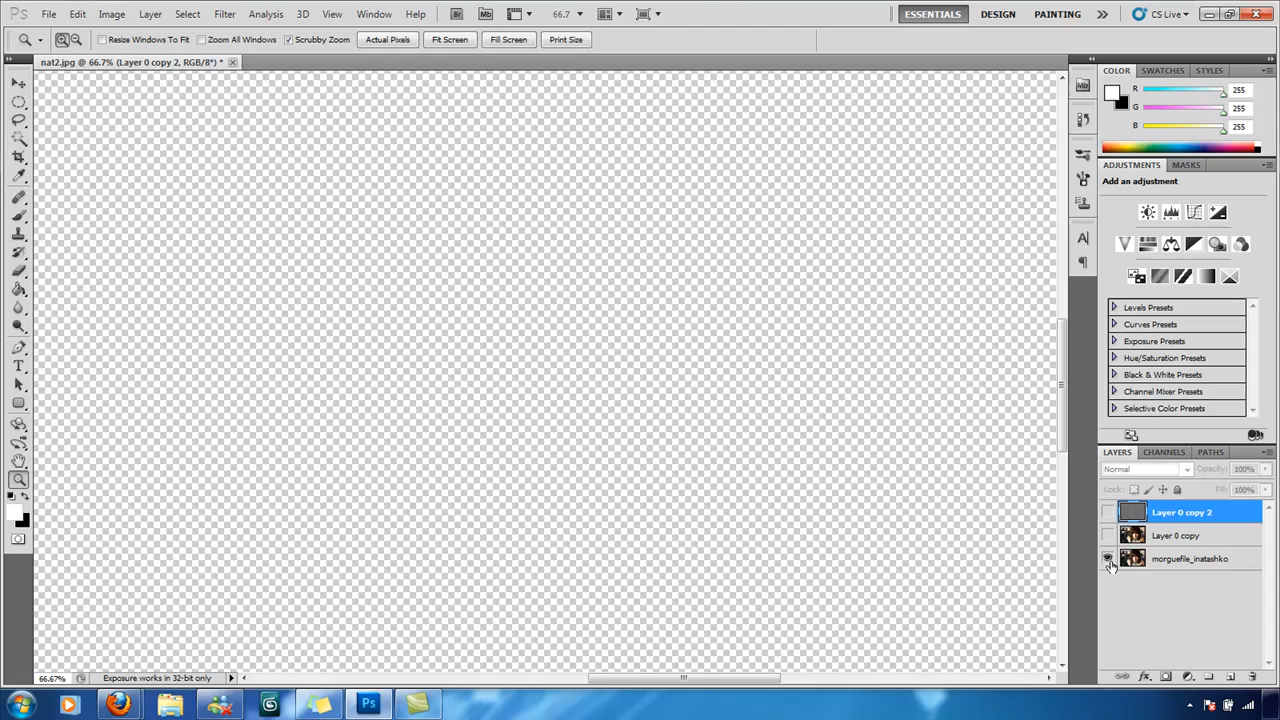 Ps File Edit Image Layer Select Filter Analysis 3D View Window Help Br Mb 66.7 ESSENTIALS DESIGN PAINTING CS Live
Resize Windows To Fit Zoom All Windows Scrubby Zoom Actual Pixels Fit Screen Fill Screen Print Size
nat2.jpg @ 66.7% (Layer 0 copy 2, RGB/8*) *
COLOR SWATCHES STYLES
R 255
G 255
B 255
ADJUSTMENTS MASKS
Add an adjustment
Levels Presets
Curves Presets
Exposure Presets
Hue/Saturation Presets
Black & White Presets
Channel Mixer Presets
Selective Color Presets
LAYERS CHANNELS PATHS
Normal Opacity: 100%
Lock: Fill: 100%
Layer 0 copy 2
Layer 0 copy
morguefile_inatashko
66.67% Exposure works in 32-bit only
Ps